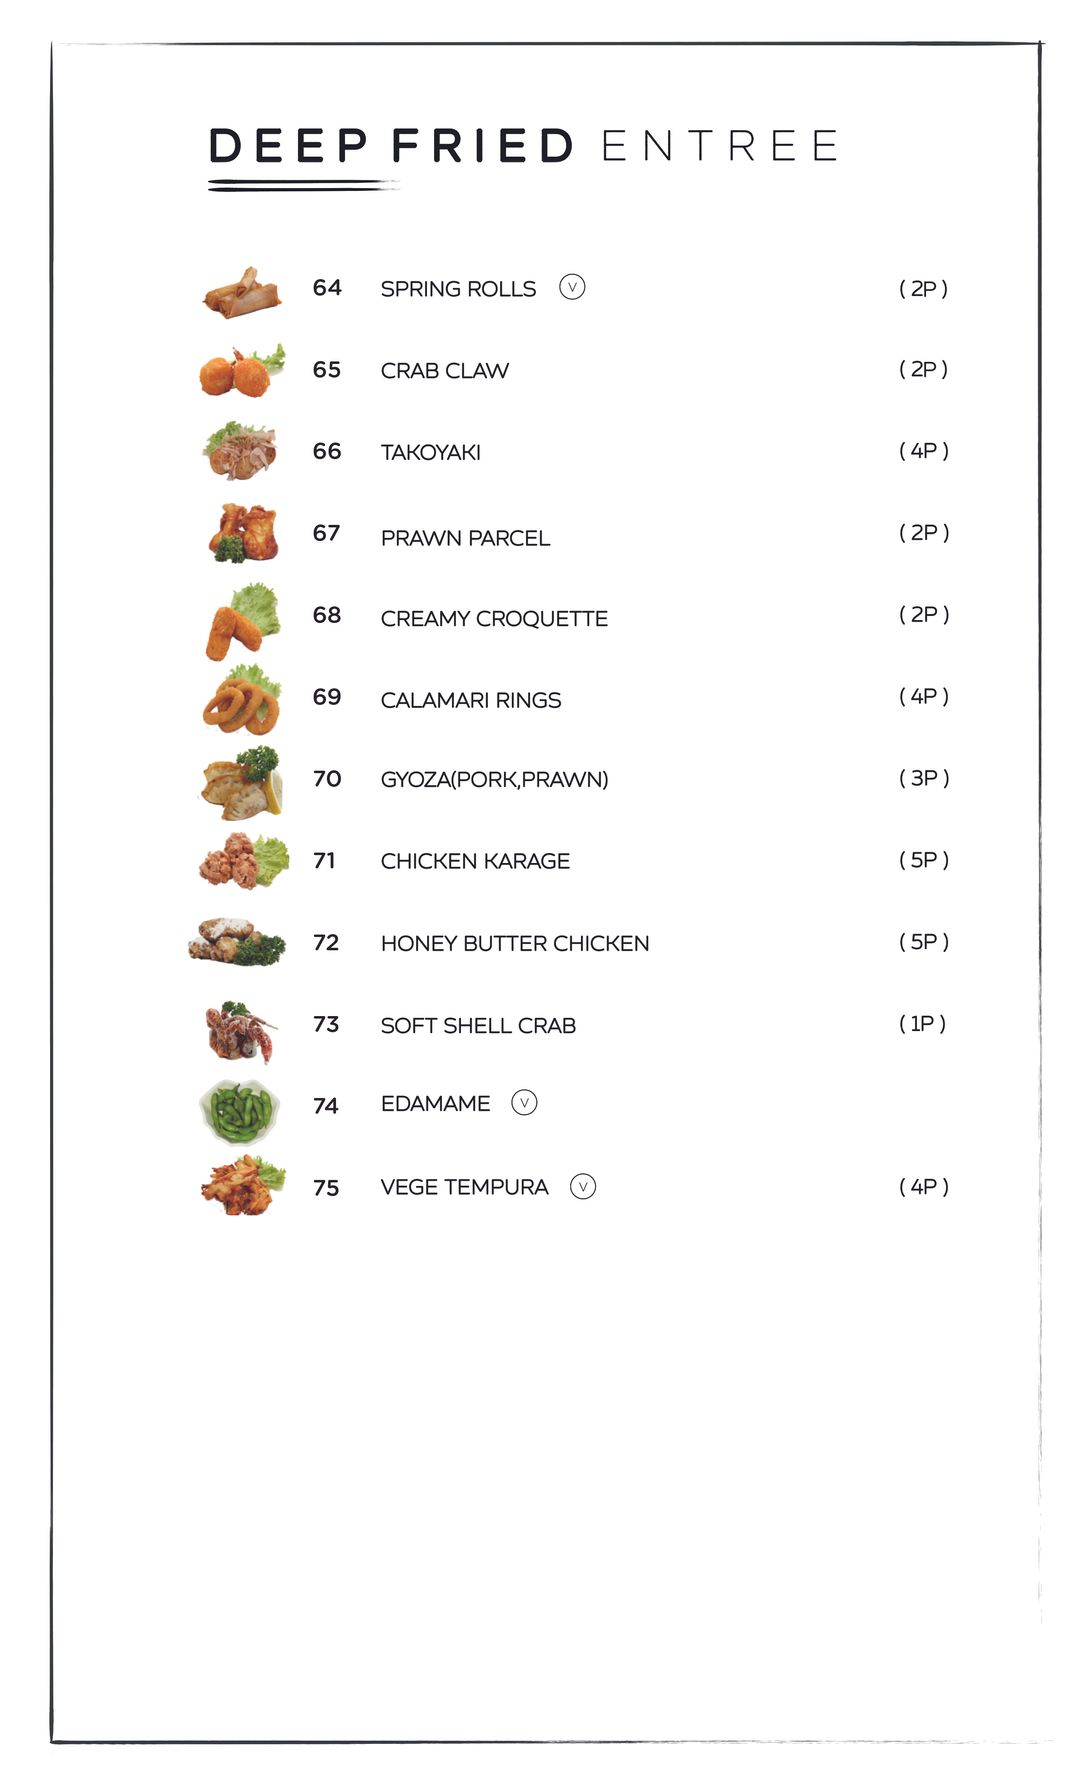 DEEP FRIED ENTREE
64 SPRING ROLLS V ( 2P )
65 CRAB CLAW ( 2P )
66 TAKOYAKI ( 4P )
67 PRAWN PARCEL ( 2P )
68 CREAMY CROQUETTE ( 2P )
69 CALAMARI RINGS ( 4P )
70 GYOZA(PORK,PRAWN) ( 3P )
71 CHICKEN KARAGE ( 5P )
72 HONEY BUTTER CHICKEN ( 5P )
73 SOFT SHELL CRAB ( 1P )
74 EDAMAME V
75 VEGE TEMPURA V ( 4P )